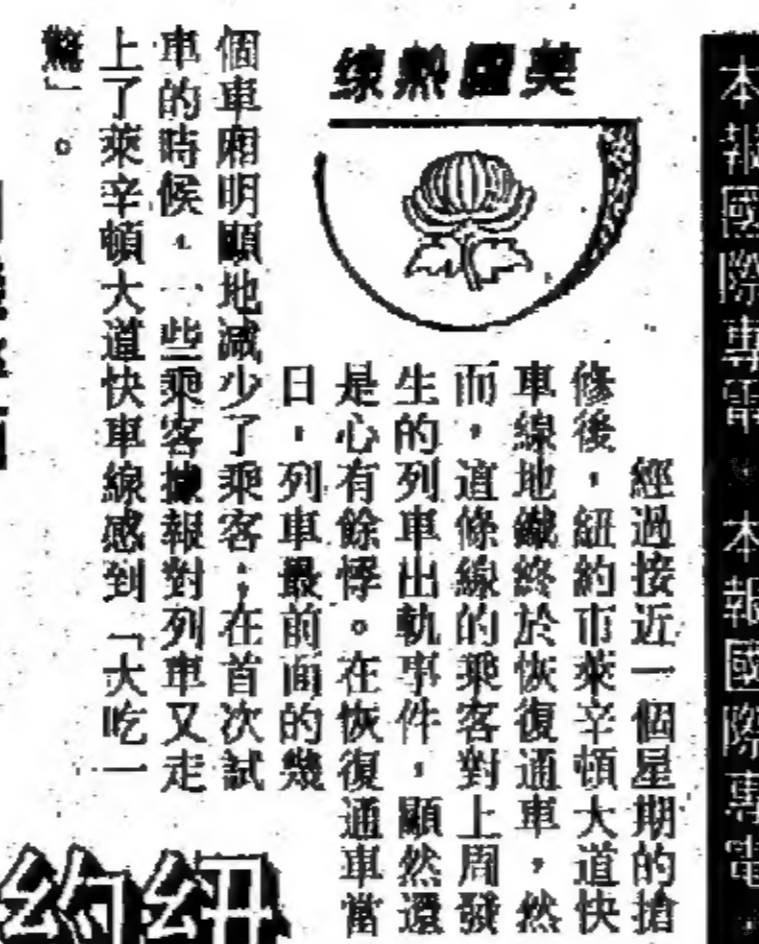 本報國際專電 本報國際專電
美國熱线
經過接近一個星期的搶
修後，紐約市萊辛頓大道快
車線地鐵終於恢復通車，然
而，這條線的乘客對上周發
生的列車出軌事件，顯然還
是心有餘悸。在恢復通車當
日，列車最前面的幾
個車廂明顯地減少了乘客；在首次試
車的時候，一些乘客據報對列車又走
上了萊辛頓大道快車線感到「大吃一
驚」。
紐約